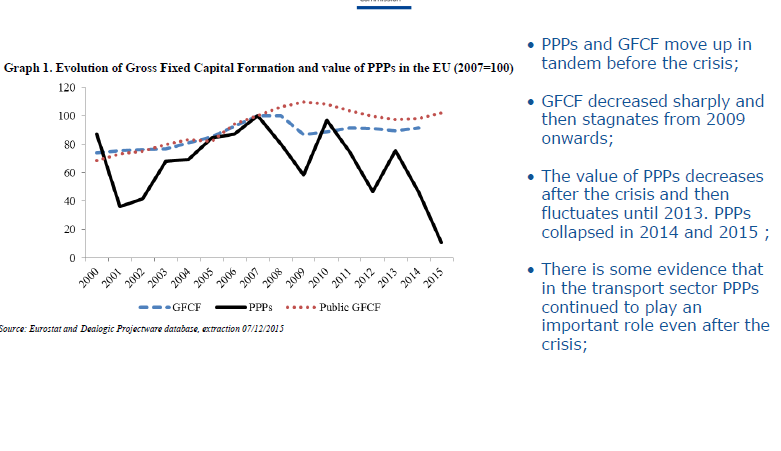 Graph 1. Evolution of Gross Fixed Capital Formation and value of PPPs in the EU (2007=100)
120
100
80
60
40
20
0
2000 2001 2002 2003 2004 2005 2006 2007 2008 2009 2010 2011 2012 2013 2014 2015
GFCF PPPs Public GFCF
Source: Eurostat and Dealogic Projectware database, extraction 07/12/2015
• PPPs and GFCF move up in
tandem before the crisis;
• GFCF decreased sharply and
then stagnates from 2009
onwards;
• The value of PPPs decreases
after the crisis and then
fluctuates until 2013. PPPs
collapsed in 2014 and 2015 ;
• There is some evidence that
in the transport sector PPPs
continued to play an
important role even after the
crisis;